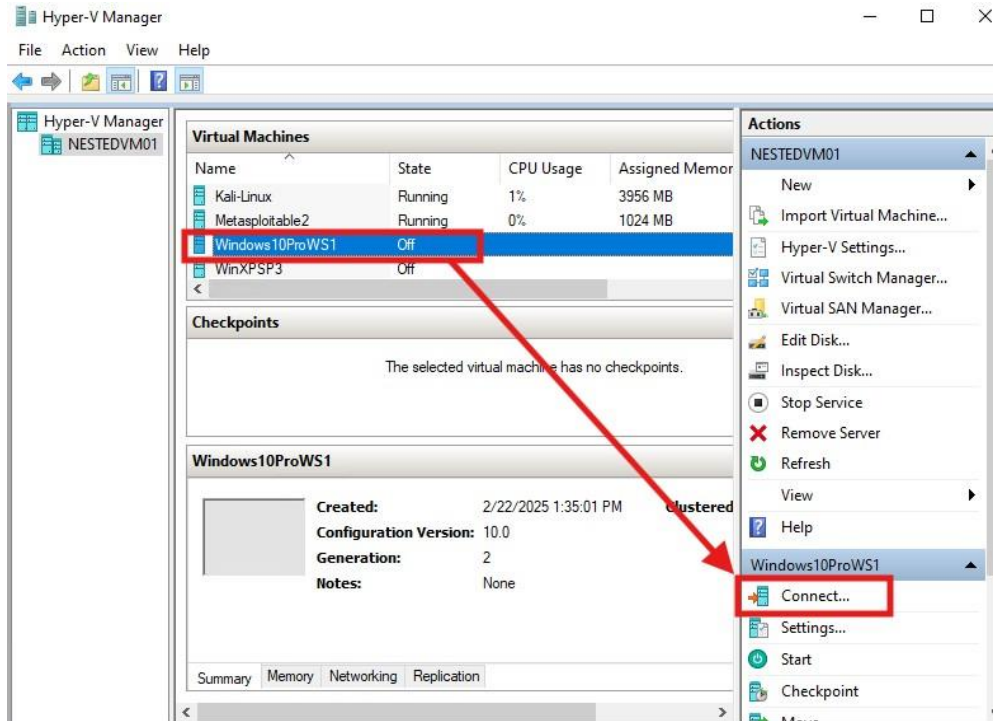 Hyper-V Manager
File Action View Help
Hyper-V Manager
NESTEDVM01
Virtual Machines
Name State CPU Usage Assigned Memor
Kali-Linux Running 1% 3956 MB
Metasploitable2 Running 0% 1024 MB
Windows10ProWS1 Off
WinXPSP3 Off
Checkpoints
The selected virtual machine has no checkpoints.
Windows10ProWS1
Created: 2/22/2025 1:35:01 PM Clustered
Configuration Version: 10.0
Generation: 2
Notes: None
Summary Memory Networking Replication
Actions
NESTEDVM01
New
Import Virtual Machine...
Hyper-V Settings...
Virtual Switch Manager...
Virtual SAN Manager...
Edit Disk...
Inspect Disk...
Stop Service
Remove Server
Refresh
View
Help
Windows10ProWS1
Connect...
Settings...
Start
Checkpoint